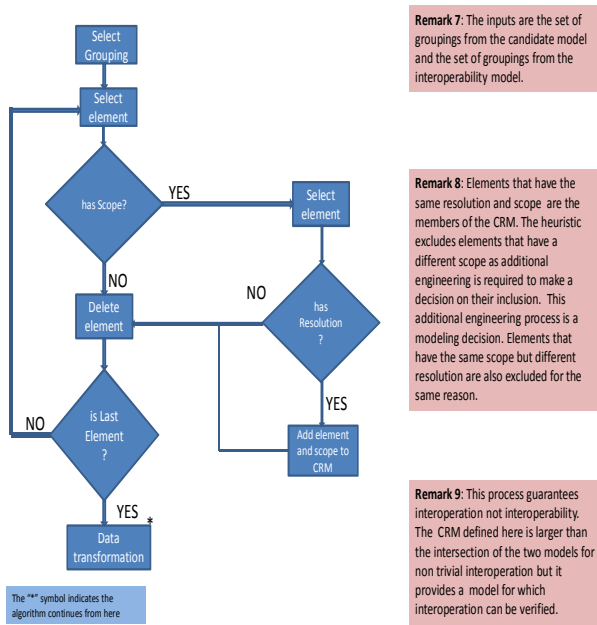 Select
Grouping
Select
element
has Scope?
YES
Select
element
NO
Delete
element
NO
has
Resolution
?
YES
Add element
and scope to
CRM
is Last
Element
?
NO
YES
*
Data
transformation
The "*" symbol indicates the
algorithm continues from here
Remark 7: The inputs are the set of
groupings from the candidate model
and the set of groupings from the
interoperability model.
Remark 8: Elements that have the
same resolution and scope are the
members of the CRM. The heuristic
excludes elements that have a
different scope as additional
engineering is required to make a
decision on their inclusion. This
additional engineering process is a
modeling decision. Elements that
have the same scope but different
resolution are also excluded for the
same reason.
Remark 9: This process guarantees
interoperation not interoperability.
The CRM defined here is larger than
the intersection of the two models for
non trivial interoperation but it
provides a model for which
interoperation can be verified.